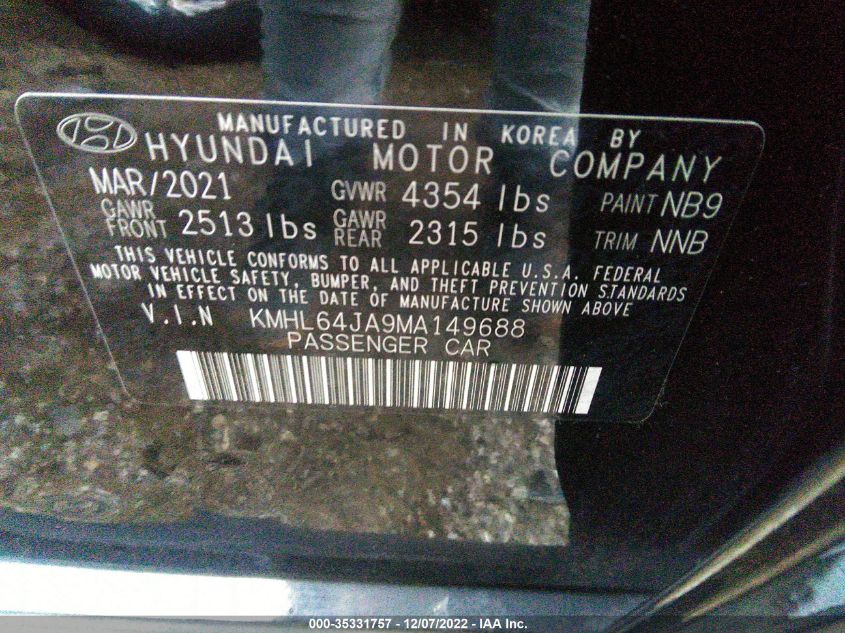 MANUFACTURED IN KOREA BY
HYUNDAI MOTOR COMPANY
MAR/2021 GVWR 4354 lbs PAINT NB9
GAWR FRONT 2513 lbs GAWR REAR 2315 lbs TRIM NNB
THIS VEHICLE CONFORMS TO ALL APPLICABLE U.S.A. FEDERAL
MOTOR VEHICLE SAFETY, BUMPER, AND THEFT PREVENTION STANDARDS
IN EFFECT ON THE DATE OF MANUFACTURE SHOWN ABOVE
V.I.N KMHL64JA9MA149688
PASSENGER CAR
000-35331757 - 12/07/2022 - IAA Inc.